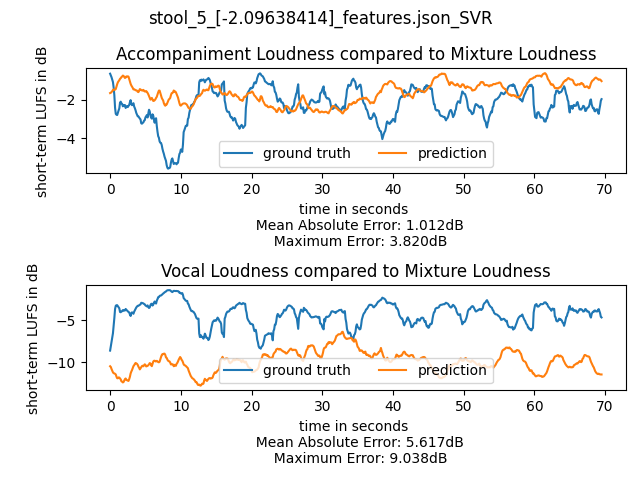 stool_5_[-2.09638414]_features.json_SVR
Accompaniment Loudness compared to Mixture Loudness
short-term LUFS in dB
−2
−4
ground truth
prediction
0 10 20 30 40 50 60 70
time in seconds
Mean Absolute Error: 1.012dB
Maximum Error: 3.820dB
Vocal Loudness compared to Mixture Loudness
short-term LUFS in dB
−5
−10
ground truth
prediction
0 10 20 30 40 50 60 70
time in seconds
Mean Absolute Error: 5.617dB
Maximum Error: 9.038dB